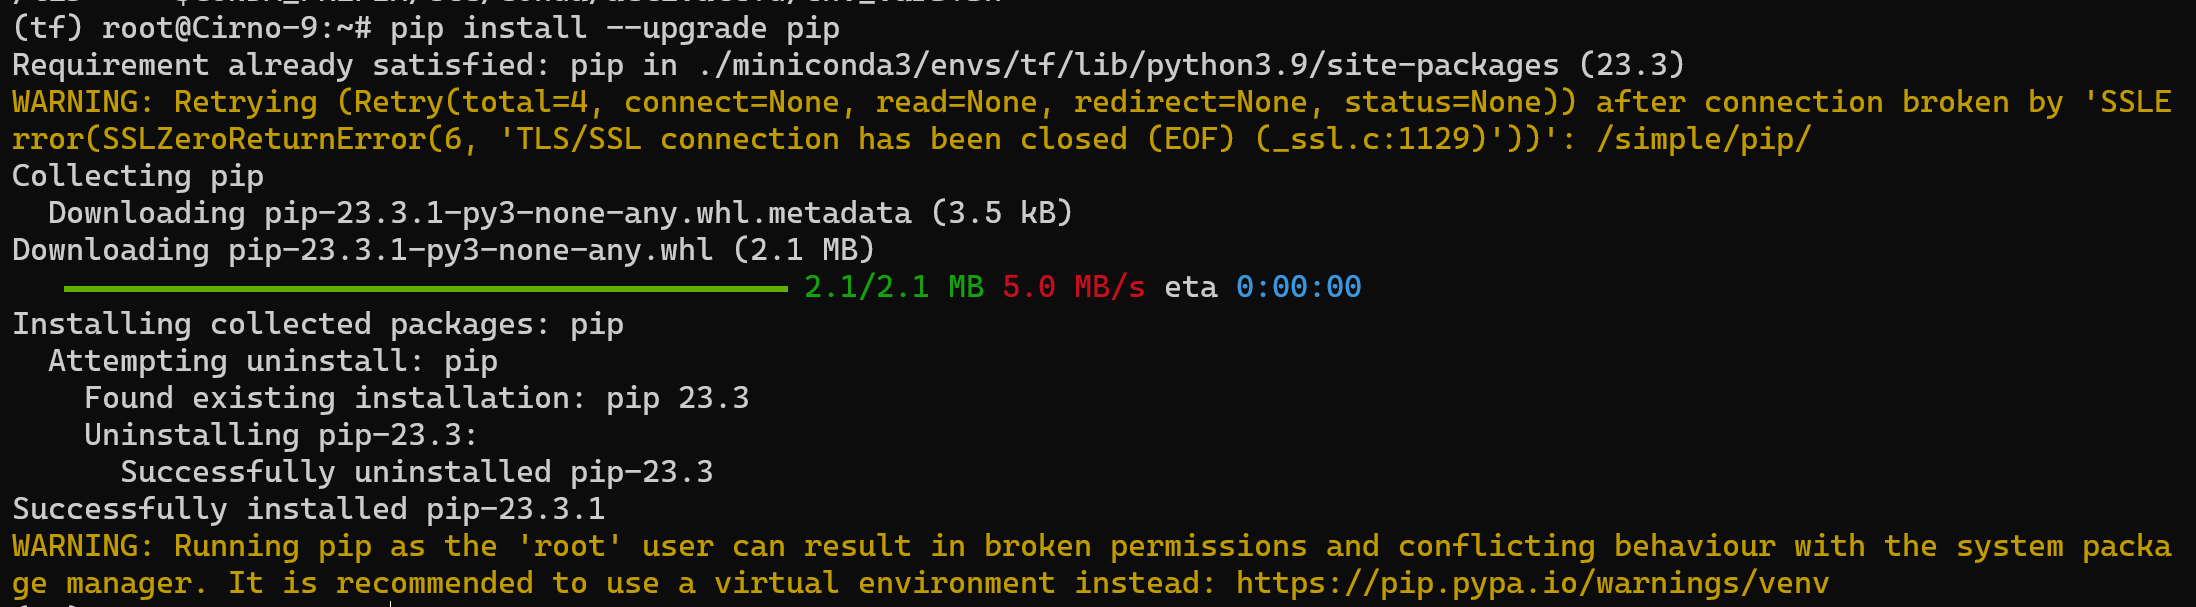 (tf) root@Cirno-9:~# pip install --upgrade pip
Requirement already satisfied: pip in ./miniconda3/envs/tf/lib/python3.9/site-packages (23.3)
WARNING: Retrying (Retry(total=4, connect=None, read=None, redirect=None, status=None)) after connection broken by 'SSLE
rror(SSLZeroReturnError(6, 'TLS/SSL connection has been closed (EOF) (_ssl.c:1129)'))': /simple/pip/
Collecting pip
  Downloading pip-23.3.1-py3-none-any.whl.metadata (3.5 kB)
Downloading pip-23.3.1-py3-none-any.whl (2.1 MB)
2.1/2.1 MB 5.0 MB/s eta 0:00:00
Installing collected packages: pip
  Attempting uninstall: pip
    Found existing installation: pip 23.3
    Uninstalling pip-23.3:
      Successfully uninstalled pip-23.3
Successfully installed pip-23.3.1
WARNING: Running pip as the 'root' user can result in broken permissions and conflicting behaviour with the system packa
ge manager. It is recommended to use a virtual environment instead: https://pip.pypa.io/warnings/venv